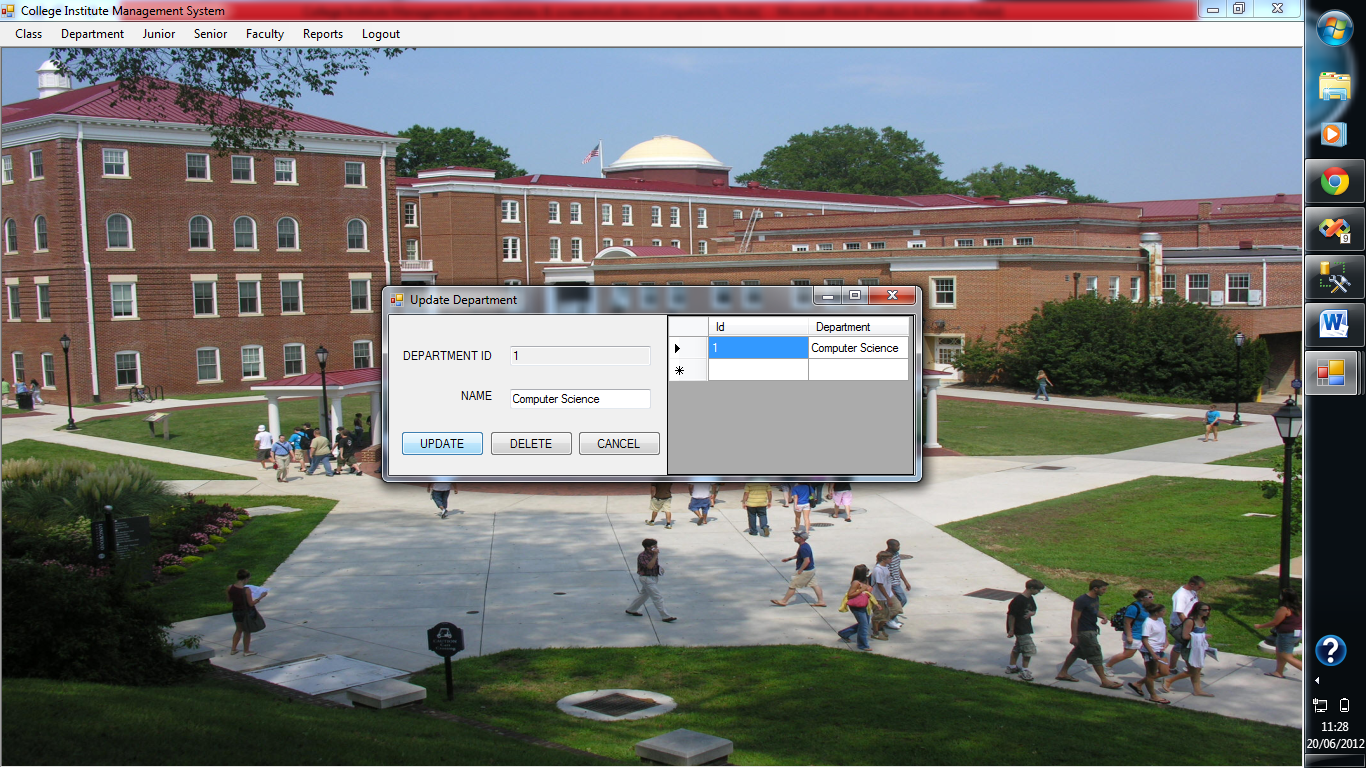 College Institute Management System
Class Department Junior Senior Faculty Reports Logout
Update Department
DEPARTMENT ID 1
NAME Computer Science
UPDATE DELETE CANCEL
Id Department
1 Computer Science
9
W
?
11:28
20/06/2012